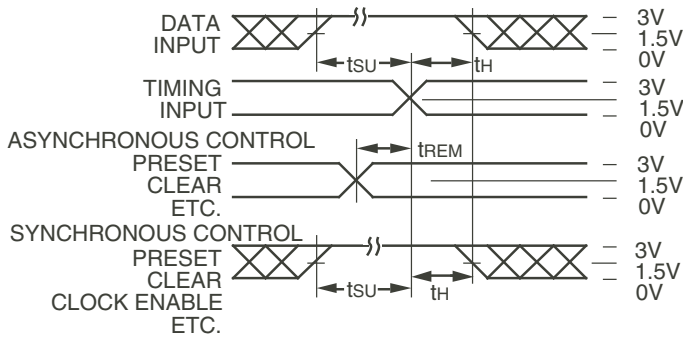 DATA
INPUT
3V
1.5V
0V
tSU
tH
TIMING
INPUT
3V
1.5V
0V
ASYNCHRONOUS CONTROL
tREM
PRESET
CLEAR
ETC.
3V
1.5V
0V
SYNCHRONOUS CONTROL
PRESET
CLEAR
CLOCK ENABLE
ETC.
3V
1.5V
0V
tSU
tH